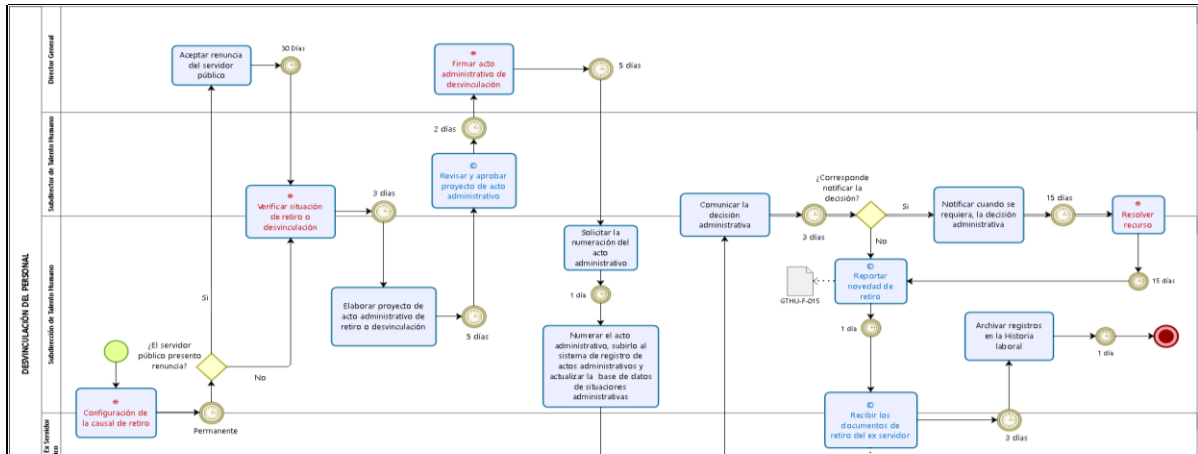 DESVINCULACIÓN DEL PERSONAL
Director General
Subdirector de Talento Humano
Subdirección de Talento Humano
Ex Servidor
ico
Aceptar renuncia
del servidor
público
30 Días
Firmar acto
administrativo de
desvinculación
5 días
2 días
©
Revisar y aprobar
proyecto de acto
administrativo
Verificar situación
de retiro o
desvinculación
3 días
Elaborar proyecto de
acto administrativo de
retiro o desvinculación
5 días
Si
¿El servidor
público presento
renuncia?
No
Configuración de
la causal de retiro
Permanente
Solicitar la
numeración del
acto
administrativo
1 día
Numerar el acto
administrativo, subirlo al
sistema de registro de
actos administrativos y
actualizar la base de datos
de situaciones
administrativas
Comunicar la
decisión
administrativa
3 días
¿Corresponde
notificar la
decisión?
Si
No
Notificar cuando se
requiera, la decisión
administrativa
15 días
Resolver
recurso
15 días
©
Reportar
novedad de
retiro
GTHU-F-015
1 día
©
Recibir los
documentos de
retiro del ex servidor
3 días
Archivar registros
en la Historia
laboral
1 día